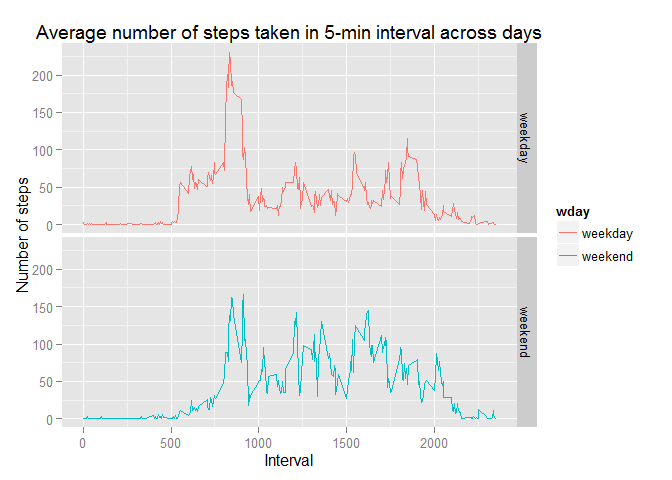 Average number of steps taken in 5-min interval across days
Number of steps
200
150
100
50
0
weekday
200
150
100
50
0
weekend
0
500
1000
1500
2000
Interval
wday
weekday
weekend